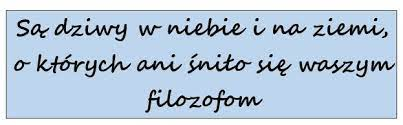 Są dziwy w niebie i na ziemi,
o których ani śniło się waszym
filozofom